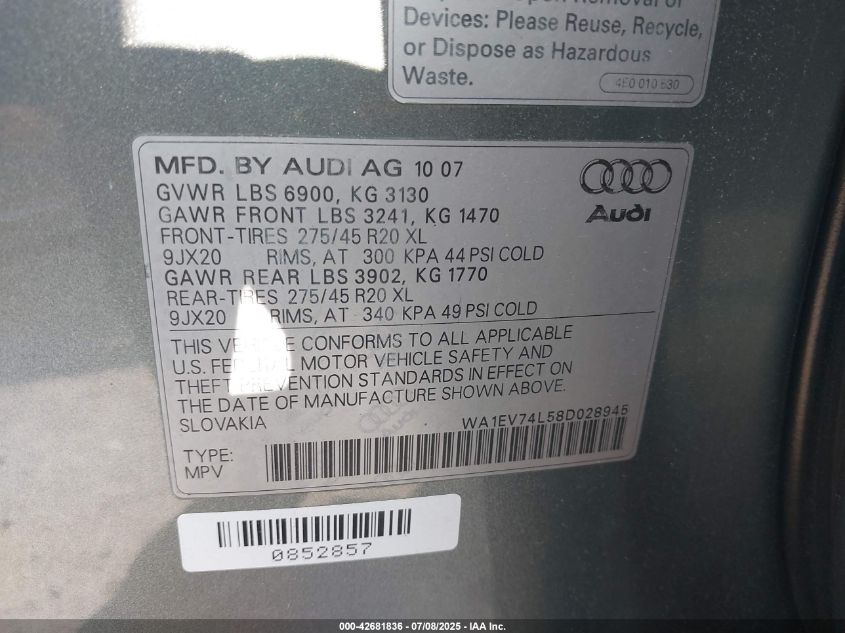 Devices: Please Reuse, Recycle,
or Dispose as Hazardous
Waste.
4E0 010 630
MFD. BY AUDI AG 10 07
GVWR LBS 6900, KG 3130
GAWR FRONT LBS 3241, KG 1470
FRONT-TIRES 275/45 R20 XL
9JX20 RIMS, AT 300 KPA 44 PSI COLD
GAWR REAR LBS 3902, KG 1770
REAR-TIRES 275/45 R20 XL
9JX20 RIMS, AT 340 KPA 49 PSI COLD
Audi
THIS VEHICLE CONFORMS TO ALL APPLICABLE
U.S. FEDERAL MOTOR VEHICLE SAFETY AND
THEFT PREVENTION STANDARDS IN EFFECT ON
THE DATE OF MANUFACTURE SHOWN ABOVE.
SLOVAKIA
WA1EV74L58D028945
TYPE:
MPV
0852857
000-42681836 - 07/08/2025 - IAA Inc.